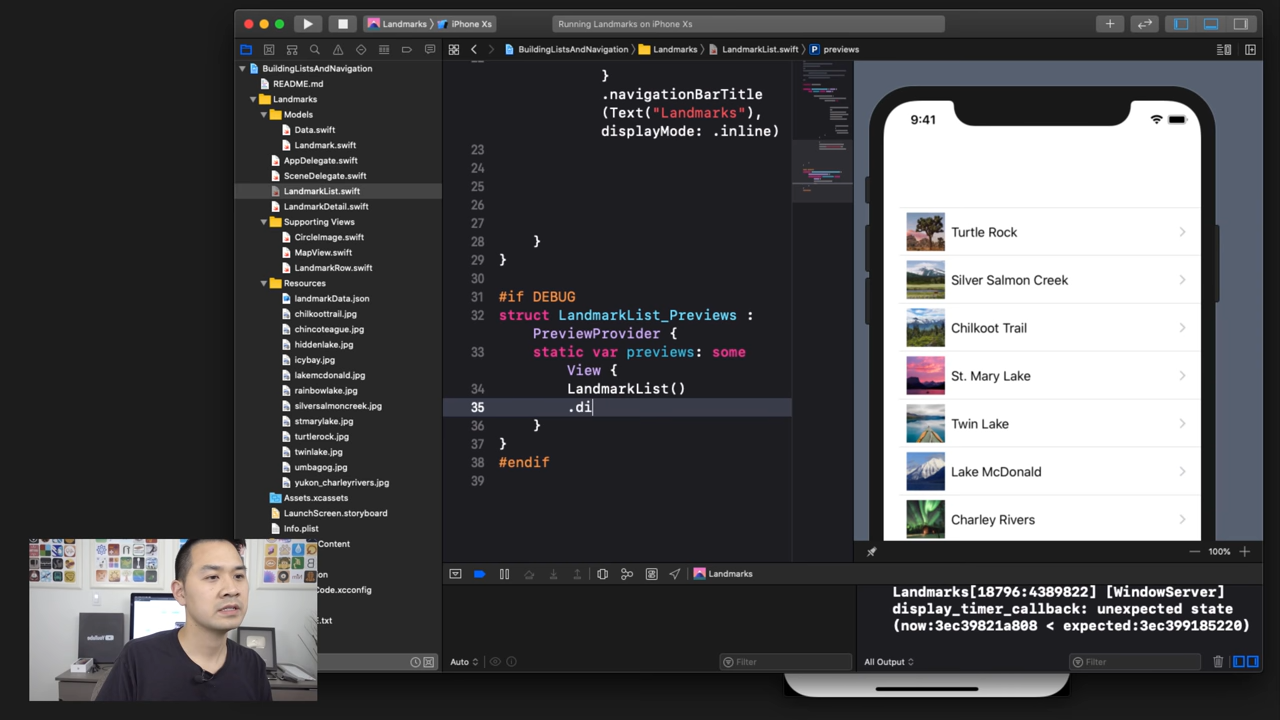 Landmarks 〉 iPhone Xs
Running Landmarks on iPhone Xs
BuildingListsAndNavigation 〉 Landmarks 〉 LandmarkList.swift 〉 P previews
BuildingListsAndNavigation
README.md
Landmarks
Models
Data.swift
Landmark.swift
AppDelegate.swift
SceneDelegate.swift
LandmarkList.swift
LandmarkDetail.swift
Supporting Views
CircleImage.swift
MapView.swift
LandmarkRow.swift
Resources
landmarkData.json
chilkoottrail.jpg
chincoteague.jpg
hiddenlake.jpg
icybay.jpg
lakemcdonald.jpg
rainbowlake.jpg
silversalmoncreek.jpg
stmarylake.jpg
turtlerock.jpg
twinlake.jpg
umbagog.jpg
yukon_charleyrivers.jpg
Assets.xcassets
LaunchScreen.storyboard
Info.plist
Content
on
Code.xcconfig
E.txt
}
.navigationBarTitle
(Text("Landmarks"),
displayMode: .inline)
23
24
25
26
27
28 }
29 }
30
31 #if DEBUG
32 struct LandmarkList_Previews :
PreviewProvider {
33 static var previews: some
View {
34 LandmarkList()
35 .di
36 }
37 }
38 #endif
39
9:41
Turtle Rock
Silver Salmon Creek
Chilkoot Trail
St. Mary Lake
Twin Lake
Lake McDonald
Charley Rivers
100%
Landmarks
Landmarks[18796:4389822] [WindowServer]
display_timer_callback: unexpected state
(now:3ec39821a808 < expected:3ec399185220)
Auto
Filter
All Output
Filter